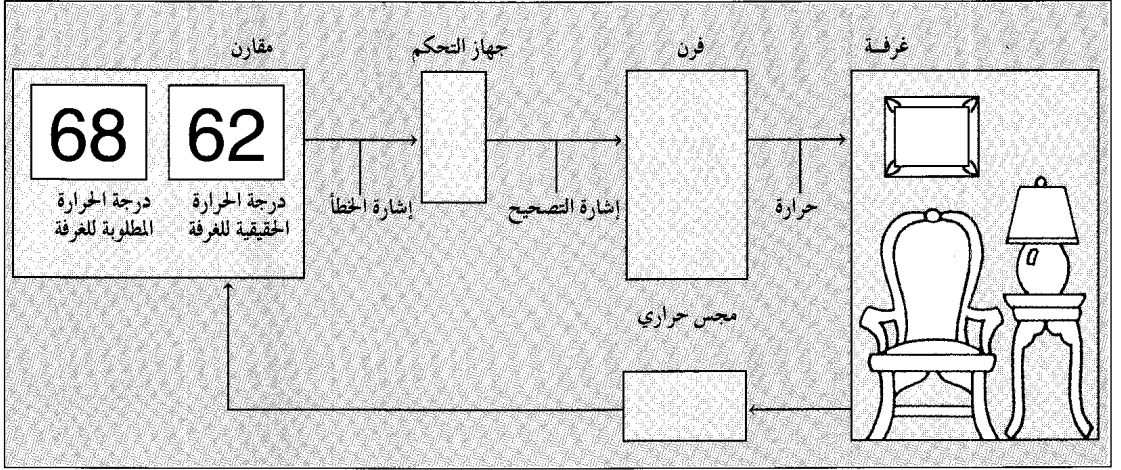 غرفة
فرن
جهاز التحكم
مقارن
62
68
درجة الحرارة
الحقيقية للغرفة
درجة الحرارة
المطلوبة للغرفة
إشارة الخطأ
إشارة التصحيح
حرارة
مجس حراري